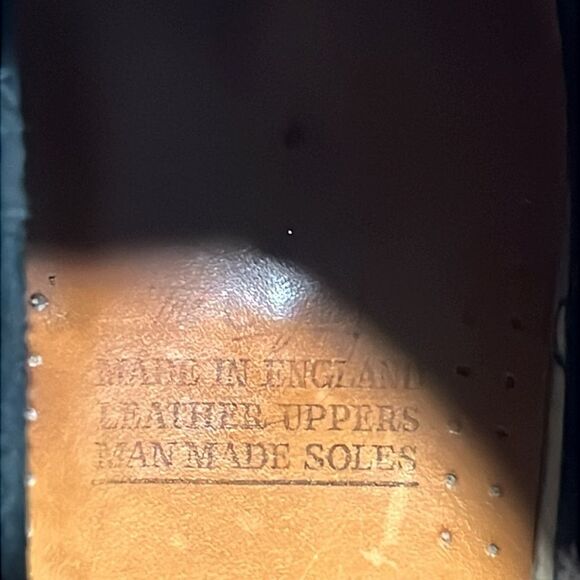 MADE IN ENGLAND
LEATHER UPPERS
MAN MADE SOLES